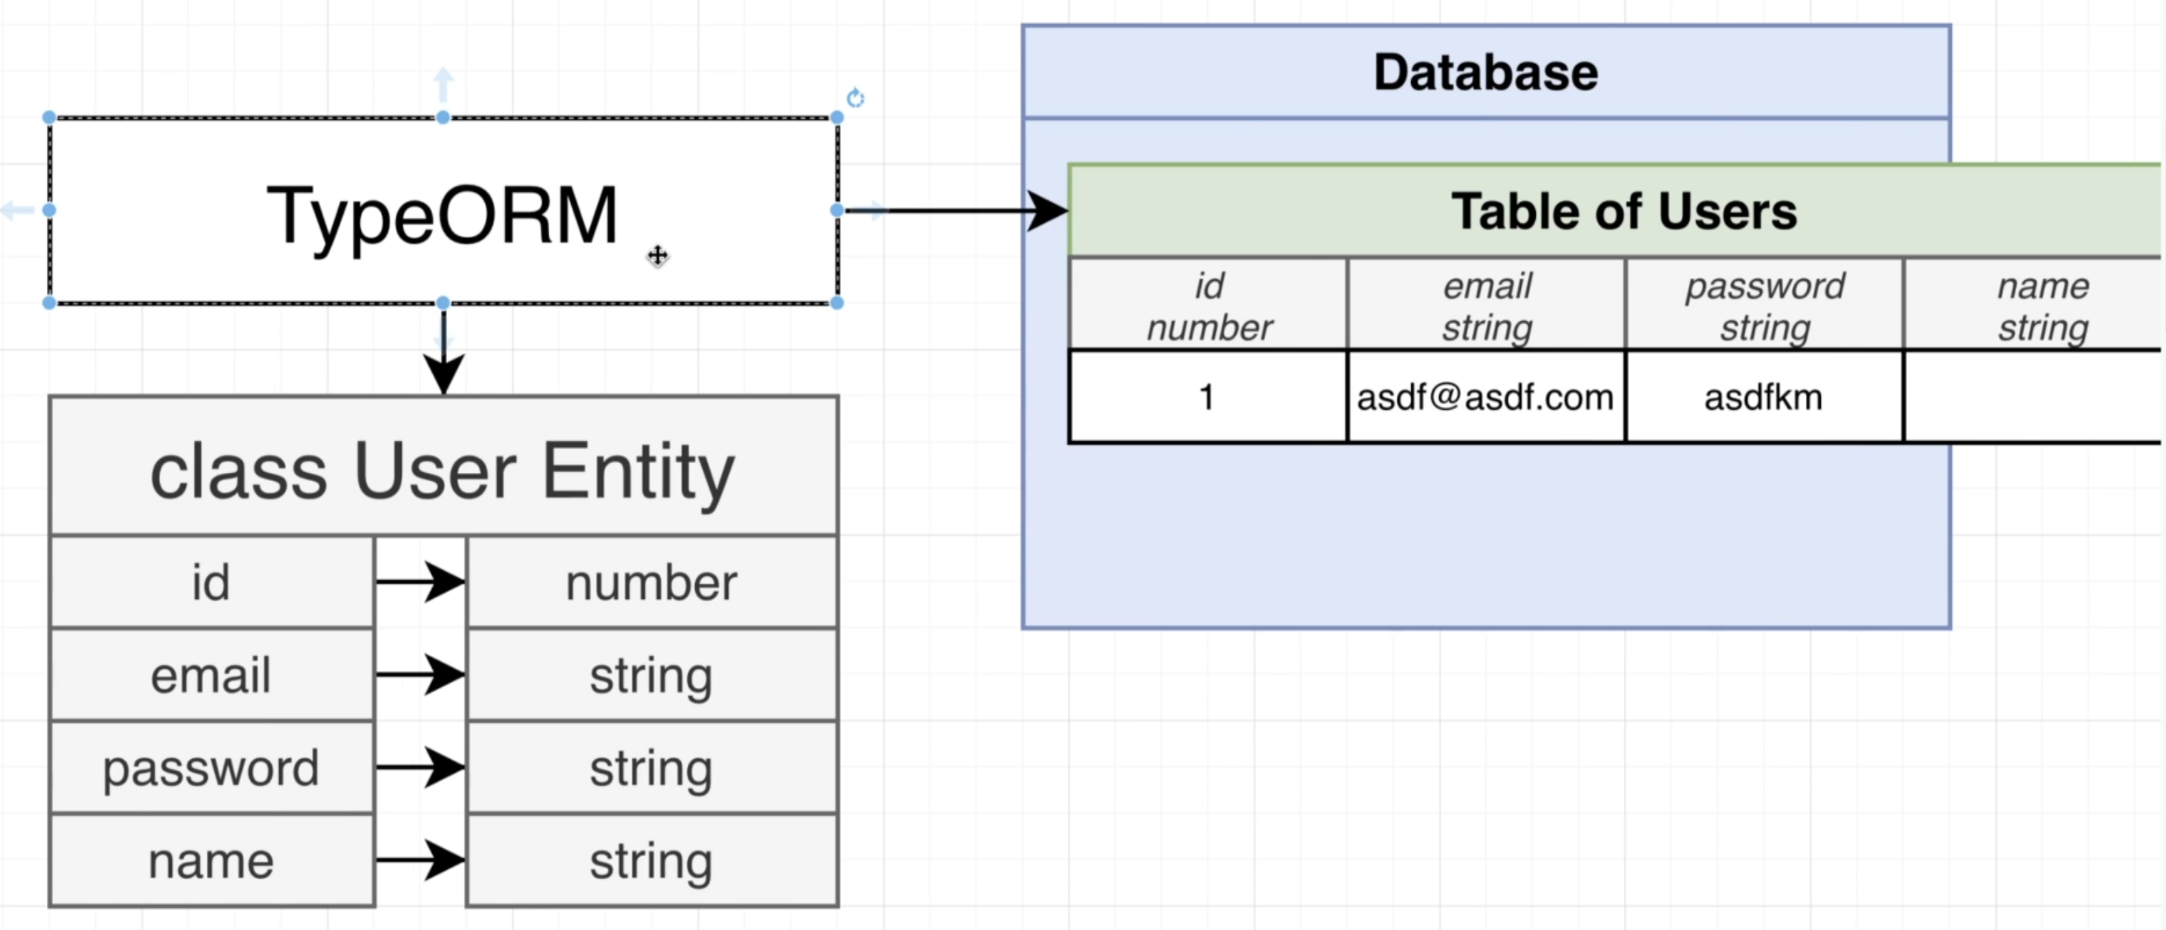 TypeORM
class User Entity
id number
email string
password string
name string
Database
Table of Users
id email password name
number string string string
1 asdf@asdf.com asdfkm